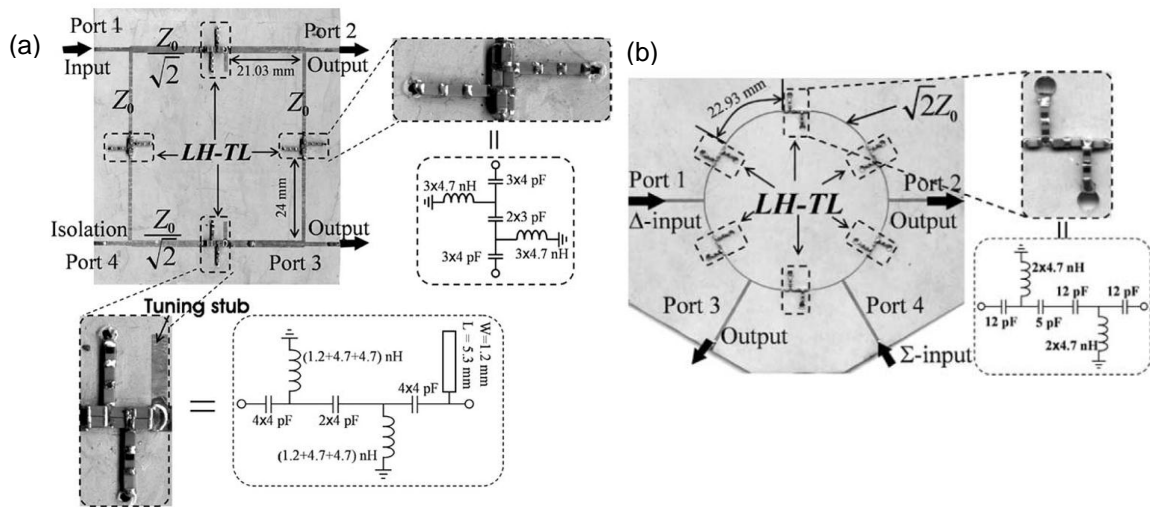 (a)
Port 1
Input
Z₀
√2
21.03 mm
Port 2
Output
Z₀
Z₀
LH-TL
24 mm
Isolation
Port 4
Z₀
√2
Output
Port 3
=
3x4 pF
3x4.7 nH
2x3 pF
3x4 pF
3x4.7 nH
Tuning stub
=
(1.2+4.7+4.7) nH
W=1.2 mm
L = 5.3 mm
4x4 pF
4x4 pF
2x4 pF
(1.2+4.7+4.7) nH
(b)
22.93 mm
√2Z₀
Port 1
Δ-input
LH-TL
Port 2
Output
Port 3
Output
Port 4
Σ-input
=
2x4.7 nH
12 pF
12 pF
12 pF
5 pF
2x4.7 nH